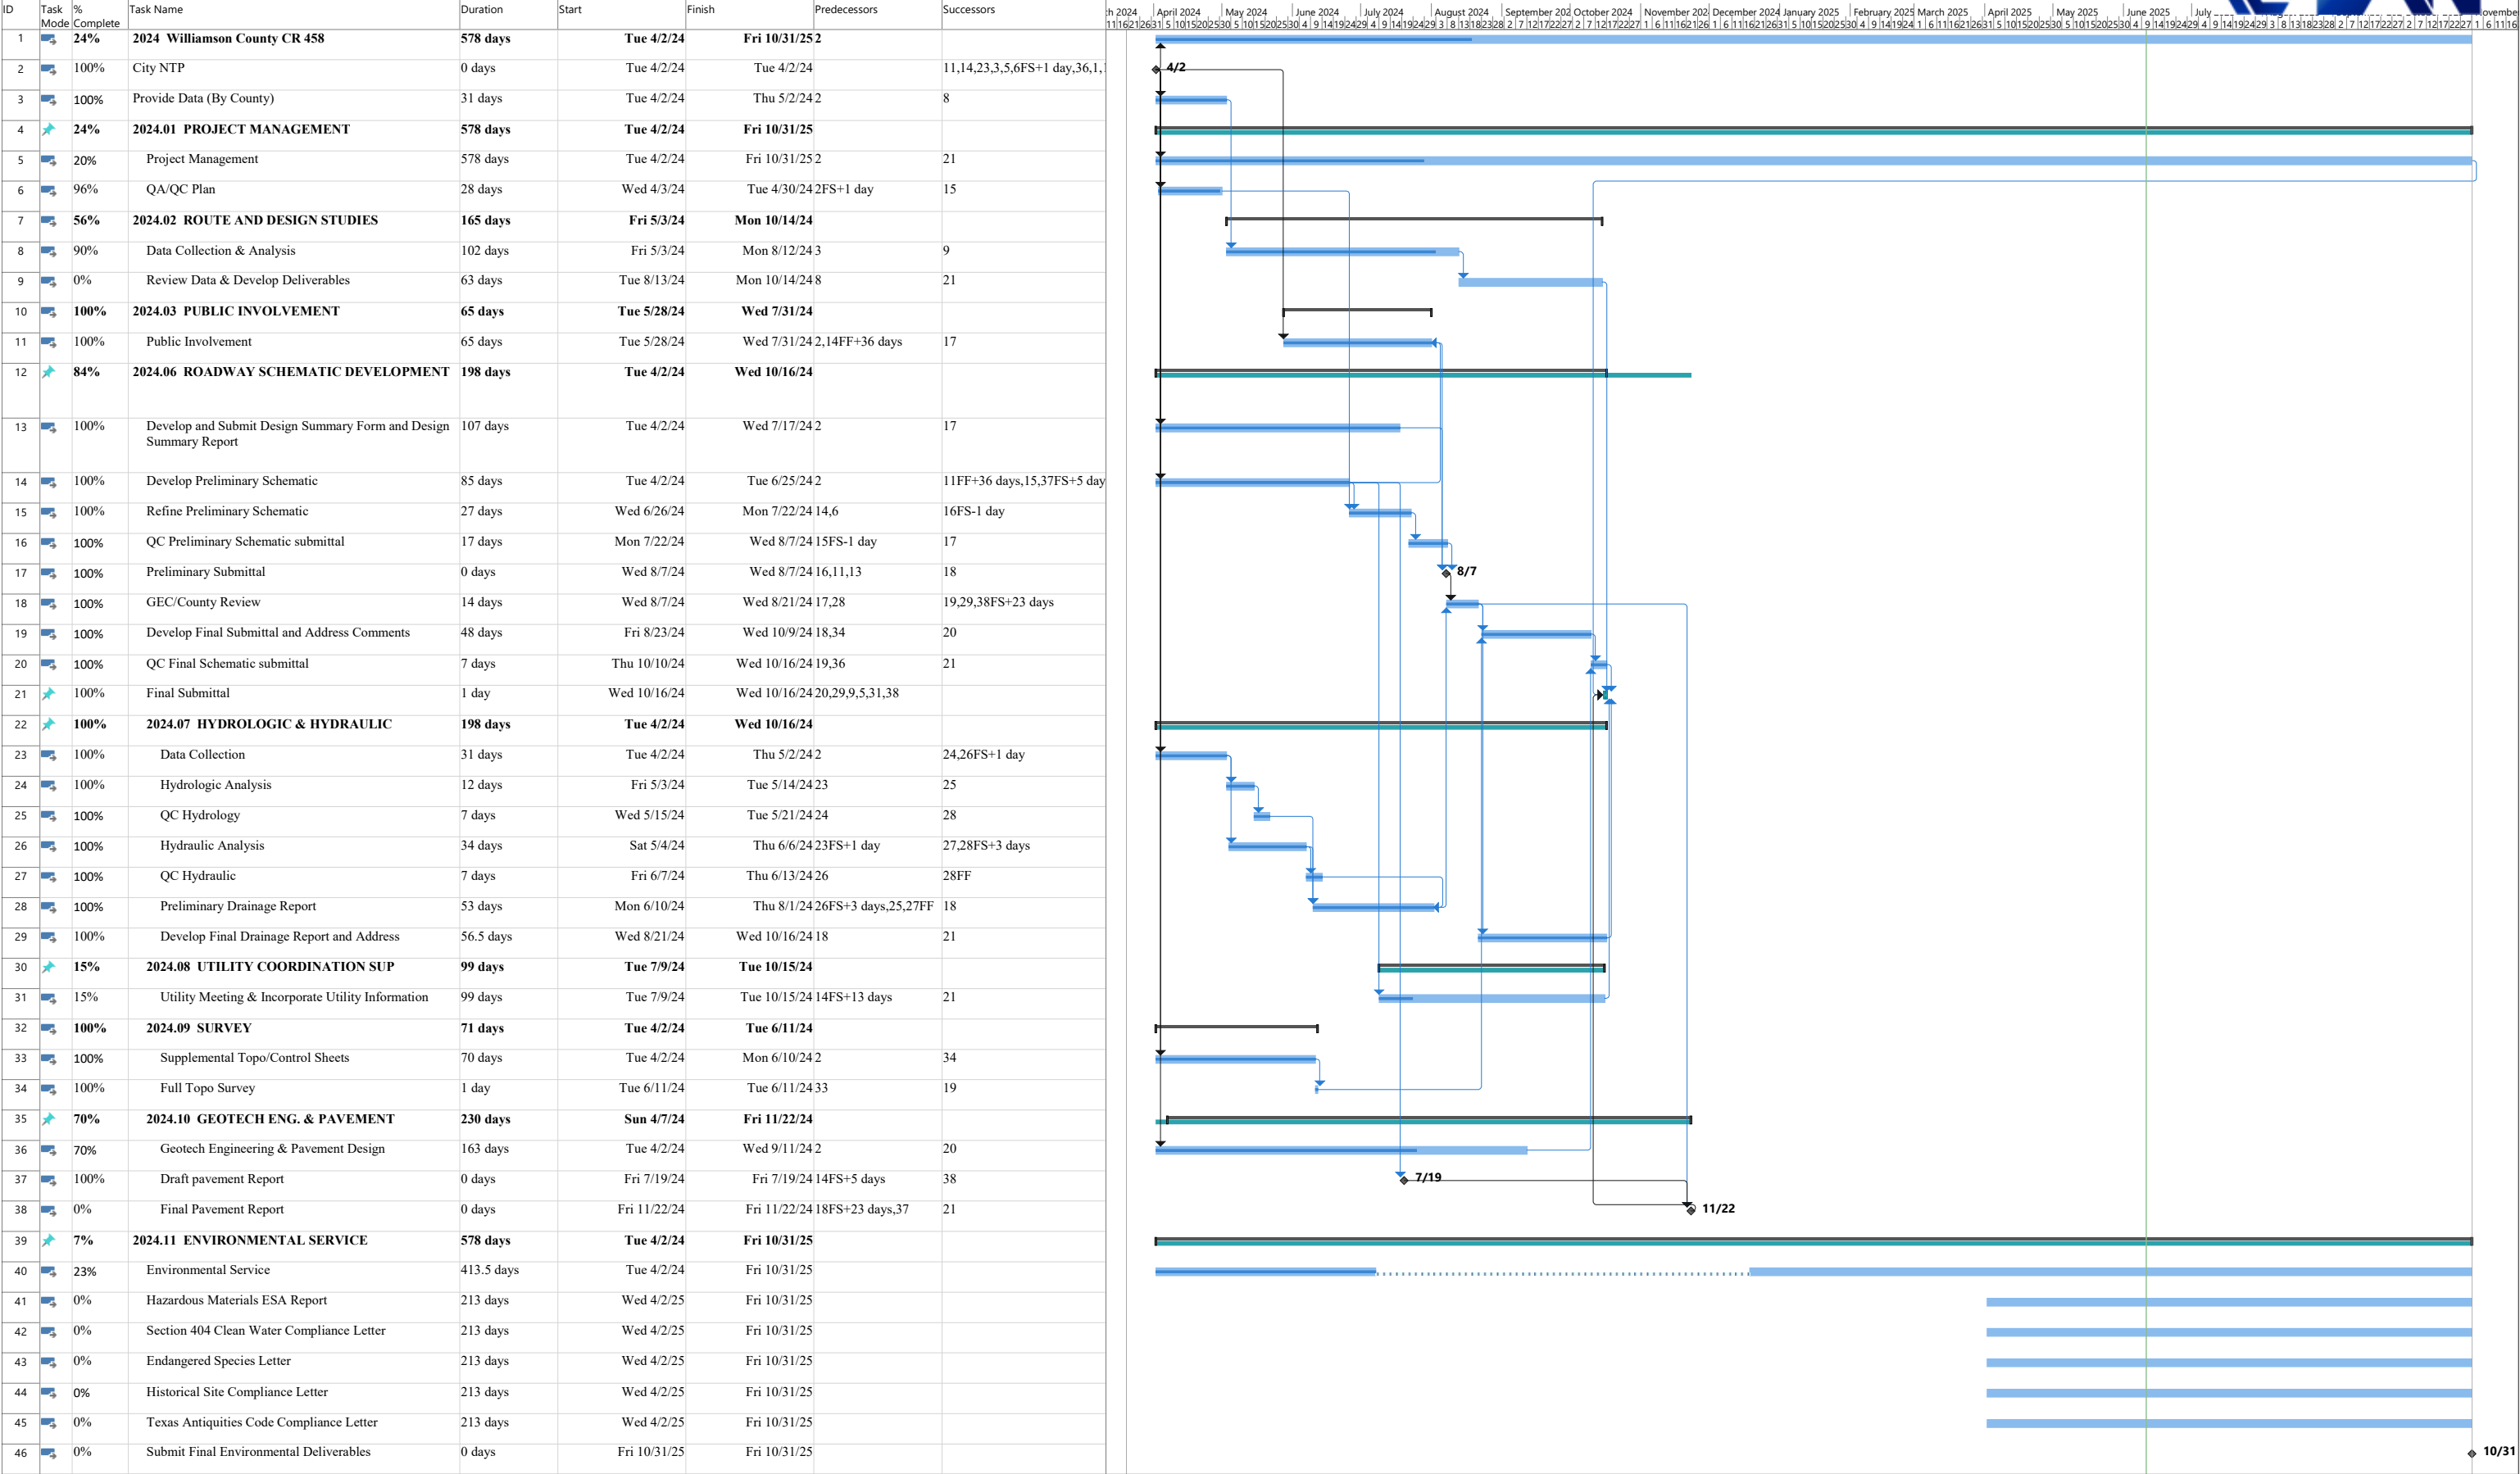 ID Task Mode % Complete Task Name Duration Start Finish Predecessors Successors
h 2024 April 2024 May 2024 June 2024 July 2024 August 2024 September 202 October 2024 November 202 December 2024 January 2025 February 2025 March 2025 April 2025 May 2025 June 2025 July
1 24% 2024 Williamson County CR 458 578 days Tue 4/2/24 Fri 10/31/25 2
2 100% City NTP 0 days Tue 4/2/24 Tue 4/2/24 11,14,23,3,5,6FS+1 day,36,1, 4/2
3 100% Provide Data (By County) 31 days Tue 4/2/24 Thu 5/2/24 2 8
4 24% 2024.01 PROJECT MANAGEMENT 578 days Tue 4/2/24 Fri 10/31/25
5 20% Project Management 578 days Tue 4/2/24 Fri 10/31/25 2 21
6 96% QA/QC Plan 28 days Wed 4/3/24 Tue 4/30/24 2FS+1 day 15
7 56% 2024.02 ROUTE AND DESIGN STUDIES 165 days Fri 5/3/24 Mon 10/14/24
8 90% Data Collection & Analysis 102 days Fri 5/3/24 Mon 8/12/24 3 9
9 0% Review Data & Develop Deliverables 63 days Tue 8/13/24 Mon 10/14/24 8 21
10 100% 2024.03 PUBLIC INVOLVEMENT 65 days Tue 5/28/24 Wed 7/31/24
11 100% Public Involvement 65 days Tue 5/28/24 Wed 7/31/24 2,14FF+36 days 17
12 84% 2024.06 ROADWAY SCHEMATIC DEVELOPMENT 198 days Tue 4/2/24 Wed 10/16/24
13 100% Develop and Submit Design Summary Form and Design 107 days Tue 4/2/24 Wed 7/17/24 2 17
Summary Report
14 100% Develop Preliminary Schematic 85 days Tue 4/2/24 Tue 6/25/24 2 11FF+36 days,15,37FS+5 day
15 100% Refine Preliminary Schematic 27 days Wed 6/26/24 Mon 7/22/24 14,6 16FS-1 day
16 100% QC Preliminary Schematic submittal 17 days Mon 7/22/24 Wed 8/7/24 15FS-1 day 17
17 100% Preliminary Submittal 0 days Wed 8/7/24 Wed 8/7/24 16,11,13 18 8/7
18 100% GEC/County Review 14 days Wed 8/7/24 Wed 8/21/24 17,28 19,29,38FS+23 days
19 100% Develop Final Submittal and Address Comments 48 days Fri 8/23/24 Wed 10/9/24 18,34 20
20 100% QC Final Schematic submittal 7 days Thu 10/10/24 Wed 10/16/24 19,36 21
21 100% Final Submittal 1 day Wed 10/16/24 Wed 10/16/24 20,29,9,5,31,38
22 100% 2024.07 HYDROLOGIC & HYDRAULIC 198 days Tue 4/2/24 Wed 10/16/24
23 100% Data Collection 31 days Tue 4/2/24 Thu 5/2/24 2 24,26FS+1 day
24 100% Hydrologic Analysis 12 days Fri 5/3/24 Tue 5/14/24 23 25
25 100% QC Hydrology 7 days Wed 5/15/24 Tue 5/21/24 24 28
26 100% Hydraulic Analysis 34 days Sat 5/4/24 Thu 6/6/24 23FS+1 day 27,28FS+3 days
27 100% QC Hydraulic 7 days Fri 6/7/24 Thu 6/13/24 26 28FF
28 100% Preliminary Drainage Report 53 days Mon 6/10/24 Thu 8/1/24 26FS+3 days,25,27FF 18
29 100% Develop Final Drainage Report and Address 56.5 days Wed 8/21/24 Wed 10/16/24 18 21
30 15% 2024.08 UTILITY COORDINATION SUP 99 days Tue 7/9/24 Tue 10/15/24
31 15% Utility Meeting & Incorporate Utility Information 99 days Tue 7/9/24 Tue 10/15/24 14FS+13 days 21
32 100% 2024.09 SURVEY 71 days Tue 4/2/24 Tue 6/11/24
33 100% Supplemental Topo/Control Sheets 70 days Tue 4/2/24 Mon 6/10/24 2 34
34 100% Full Topo Survey 1 day Tue 6/11/24 Tue 6/11/24 33 19
35 70% 2024.10 GEOTECH ENG. & PAVEMENT 230 days Sun 4/7/24 Fri 11/22/24
36 70% Geotech Engineering & Pavement Design 163 days Tue 4/2/24 Wed 9/11/24 2 20
37 100% Draft pavement Report 0 days Fri 7/19/24 Fri 7/19/24 14FS+5 days 38 7/19
38 0% Final Pavement Report 0 days Fri 11/22/24 Fri 11/22/24 18FS+23 days,37 21 11/22
39 7% 2024.11 ENVIRONMENTAL SERVICE 578 days Tue 4/2/24 Fri 10/31/25
40 23% Environmental Service 413.5 days Tue 4/2/24 Fri 10/31/25
41 0% Hazardous Materials ESA Report 213 days Wed 4/2/25 Fri 10/31/25
42 0% Section 404 Clean Water Compliance Letter 213 days Wed 4/2/25 Fri 10/31/25
43 0% Endangered Species Letter 213 days Wed 4/2/25 Fri 10/31/25
44 0% Historical Site Compliance Letter 213 days Wed 4/2/25 Fri 10/31/25
45 0% Texas Antiquities Code Compliance Letter 213 days Wed 4/2/25 Fri 10/31/25
46 0% Submit Final Environmental Deliverables 0 days Fri 10/31/25 Fri 10/31/25 10/31